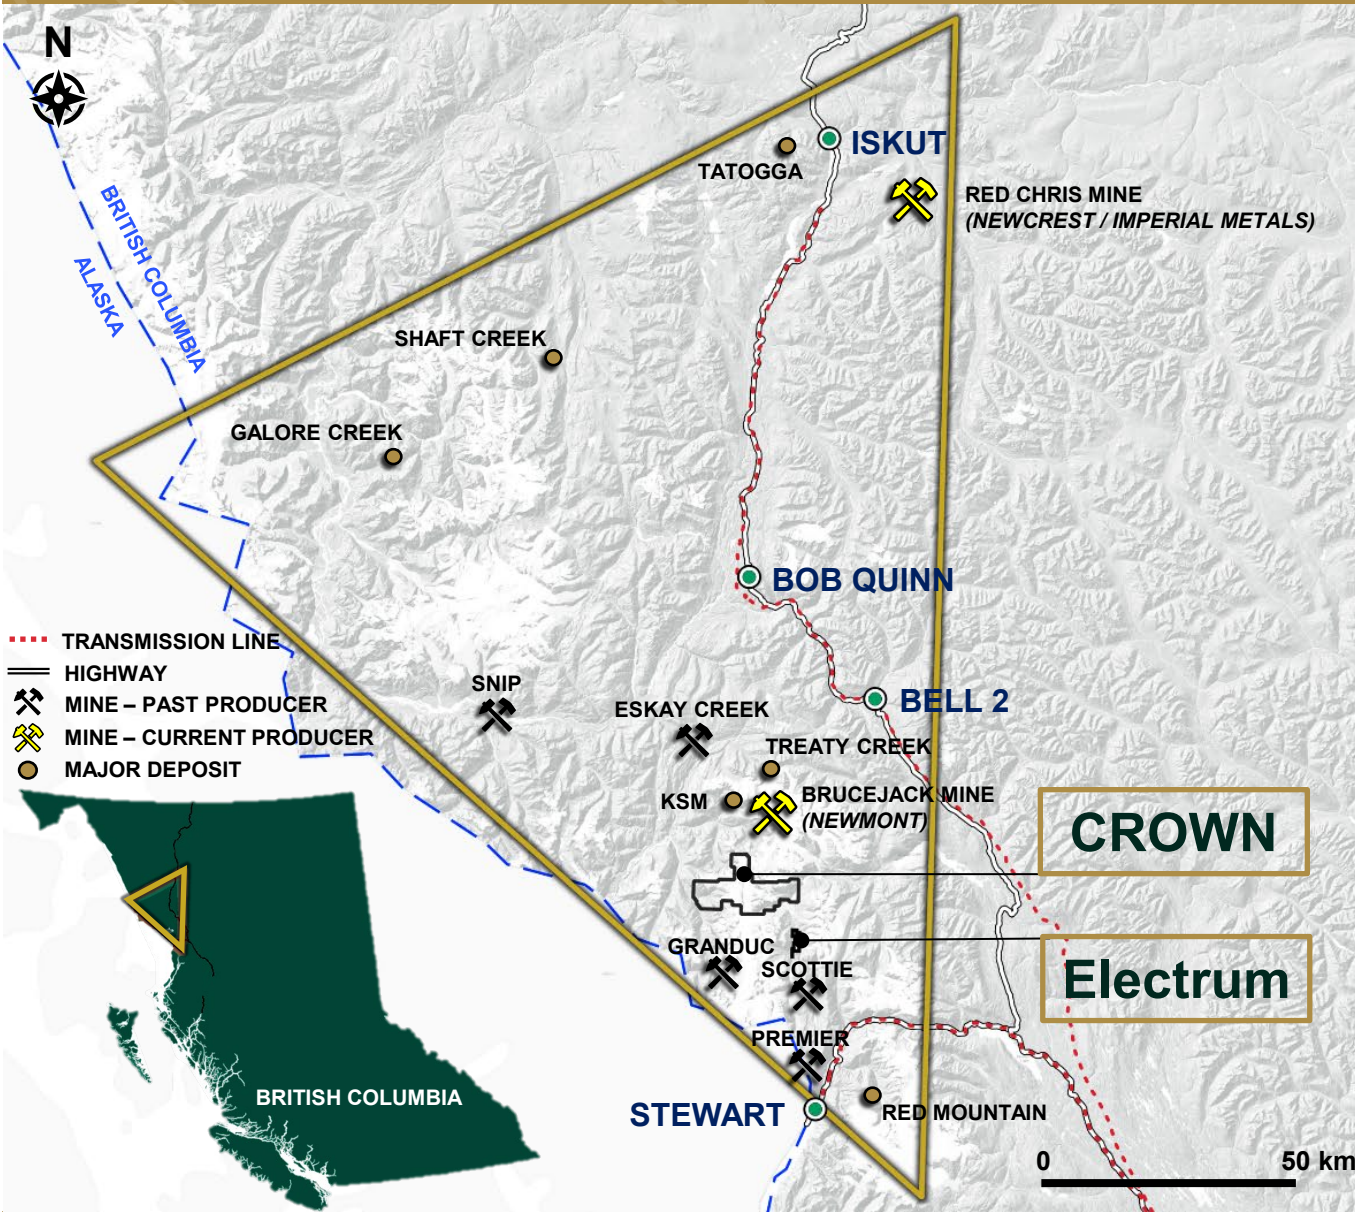 N
ISKUT
TATOGGA
RED CHRIS MINE
(NEWCREST / IMPERIAL METALS)
BRITISH COLUMBIA
ALASKA
SHAFT CREEK
GALORE CREEK
BOB QUINN
TRANSMISSION LINE
HIGHWAY
MINE – PAST PRODUCER
MINE – CURRENT PRODUCER
MAJOR DEPOSIT
SNIP
ESKAY CREEK
BELL 2
TREATY CREEK
KSM
BRUCEJACK MINE
(NEWMONT)
CROWN
GRANDUC
SCOTTIE
Electrum
PREMIER
STEWART
RED MOUNTAIN
BRITISH COLUMBIA
0 50 km